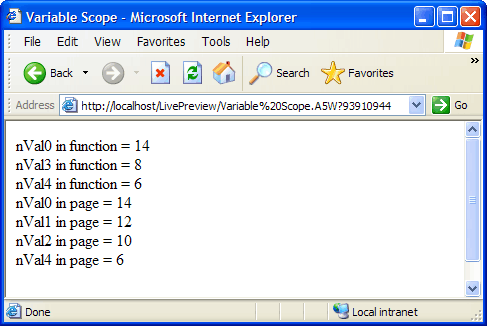 Variable Scope - Microsoft Internet Explorer
File Edit View Favorites Tools Help
Back Search Favorites »
Address http://localhost/LivePreview/Variable%20Scope.A5W?93910944 Go »
nVal0 in function = 14
nVal3 in function = 8
nVal4 in function = 6
nVal0 in page = 14
nVal1 in page = 12
nVal2 in page = 10
nVal4 in page = 6
Done Local intranet